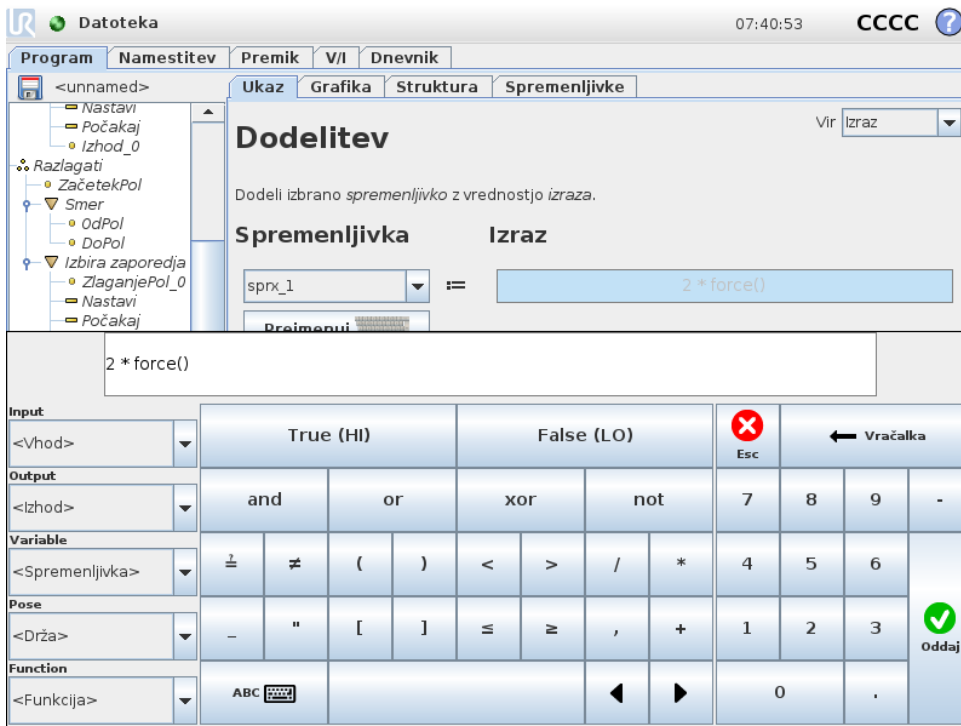 UR Datoteka 07:40:53 CCCC ?
Program Namestitev Premik V/I Dnevnik
<unnamed> Ukaz Grafika Struktura Spremenljivke
Nastavi
Počakaj
Izhod_0
Razlagati
ZačetekPol
Smer
OdPol
DoPol
Izbira zaporedja
ZlaganjePol_0
Nastavi
Počakaj
Dodelitev
Vir Izraz
Dodeli izbrano spremenljivko z vrednostjo izraza.
Spremenljivka Izraz
sprx_1 := 2 * force()
Preimenuj
2 * force()
Input
<Vhod> True (HI) False (LO) Esc Vračalka
Output
<Izhod> and or xor not 7 8 9 -
Variable
<Spremenljivka> ≟ ≠ ( ) < > / * 4 5 6
Pose
<Drža> _ " [ ] ≤ ≥ , + 1 2 3 Oddaj
Function
<Funkcija> ABC 0 .